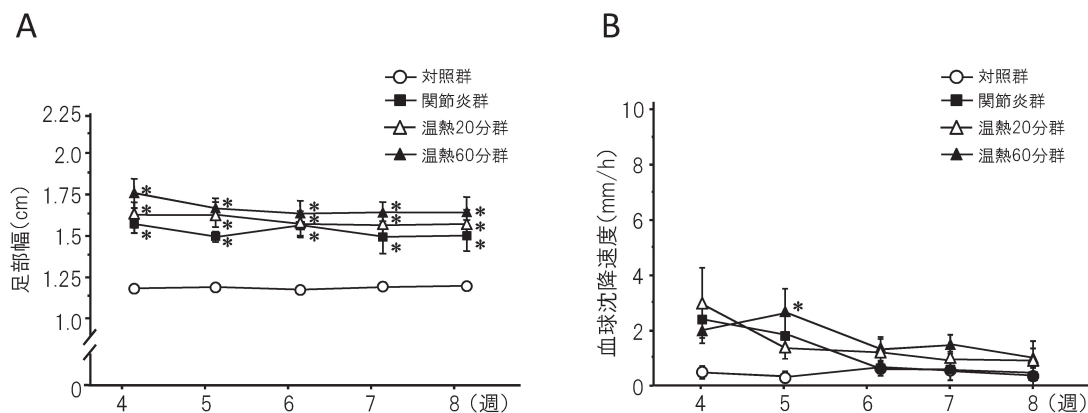 A
対照群
関節炎群
温熱20分群
温熱60分群
足部幅(cm)
2.25
2.0
1.75
1.5
1.25
1.0
0
4 5 6 7 8 (週)
* * * * * * * * * * * * * * *
B
対照群
関節炎群
温熱20分群
温熱60分群
血球沈降速度(mm/h)
10
8
6
4
2
0
4 5 6 7 8 (週)
*